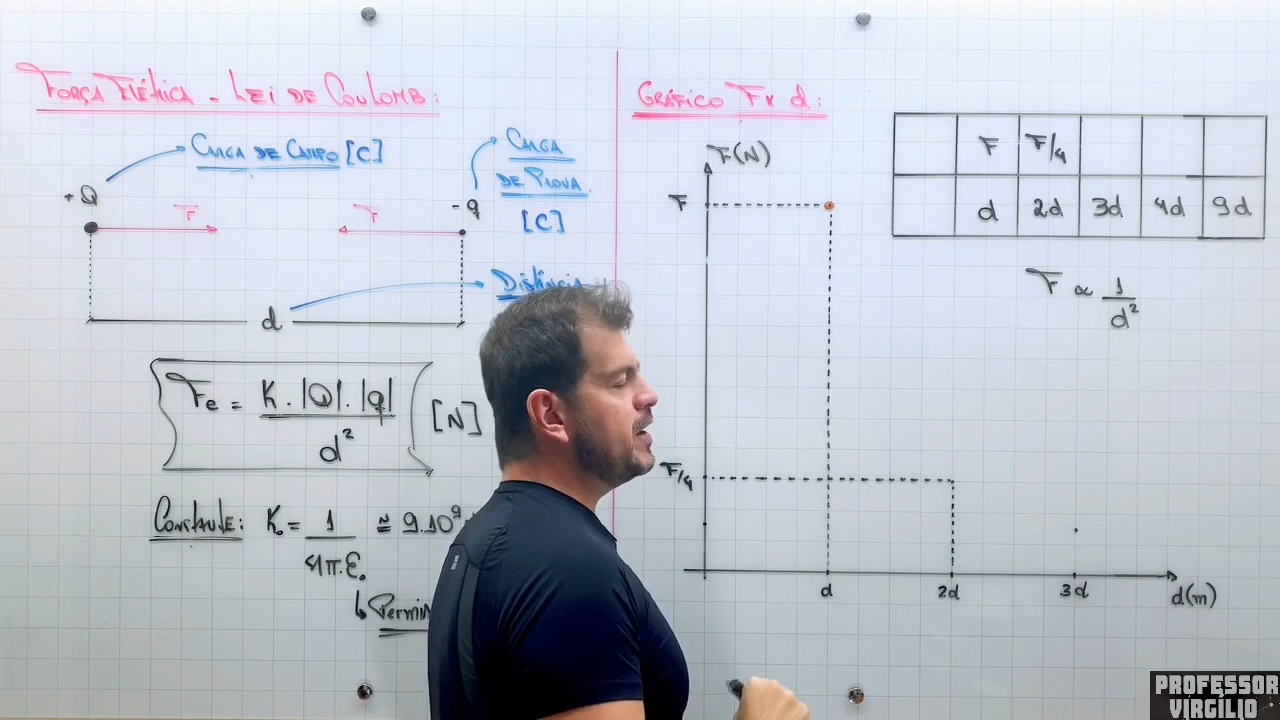 FORÇA ELÉTRICA - LEI DE COULOMB:
CARGA DE CAMPO [C]
CARGA
DE PROVA.
[C]
+Q
F
F
-q
Distância
d
Fe = K . |Q| . |q| / d² [N]
Constante: K₀ = 1 / 4π.ε₀ ≅ 9.10⁹
GRÁFICO F x d:
F(N)
F
F/4
d
2d
3d
d(m)
F F/4
d 2d 3d 4d 9d
F ∝ 1 / d²
PROFESSOR
VIRGÍLIO